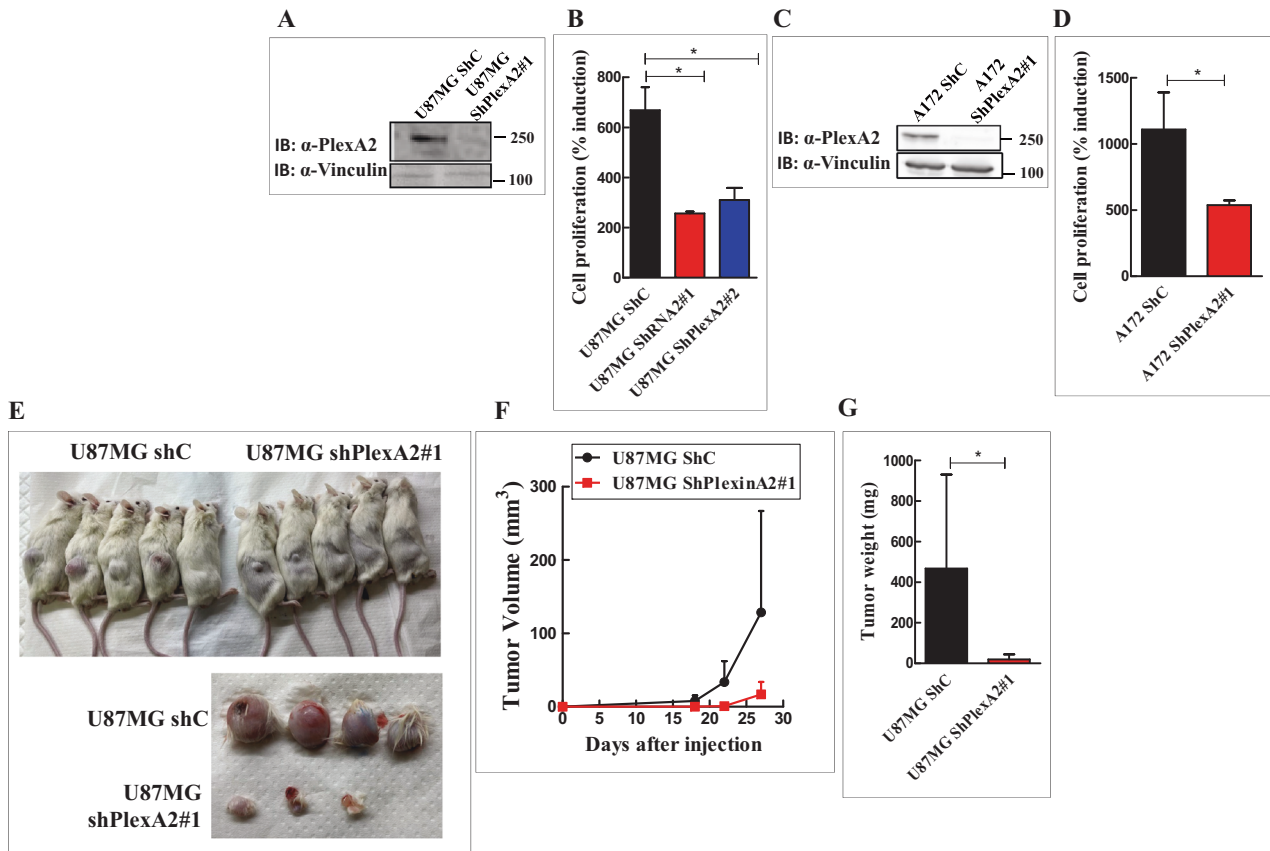 A
U87MG ShC
U87MG
ShPlexA2#1
IB: α-PlexA2
250
IB: α-Vinculin
100
B
*
*
Cell proliferation (% induction)
800
600
400
200
0
U87MG ShC
U87MG ShRNA2#1
U87MG ShPlexA2#2
C
A172 ShC
A172
ShPlexA2#1
IB: α-PlexA2
250
IB: α-Vinculin
100
D
*
Cell proliferation (% induction)
1500
1000
500
0
A172 ShC
A172 ShPlexA2#1
E
U87MG shC
U87MG shPlexA2#1
U87MG shC
U87MG
shPlexA2#1
F
U87MG ShC
U87MG ShPlexinA2#1
Tumor Volume (mm³)
300
200
100
0
0 5 10 15 20 25 30
Days after injection
G
*
Tumor weight (mg)
1000
800
600
400
200
0
U87MG ShC
U87MG ShPlexA2#1